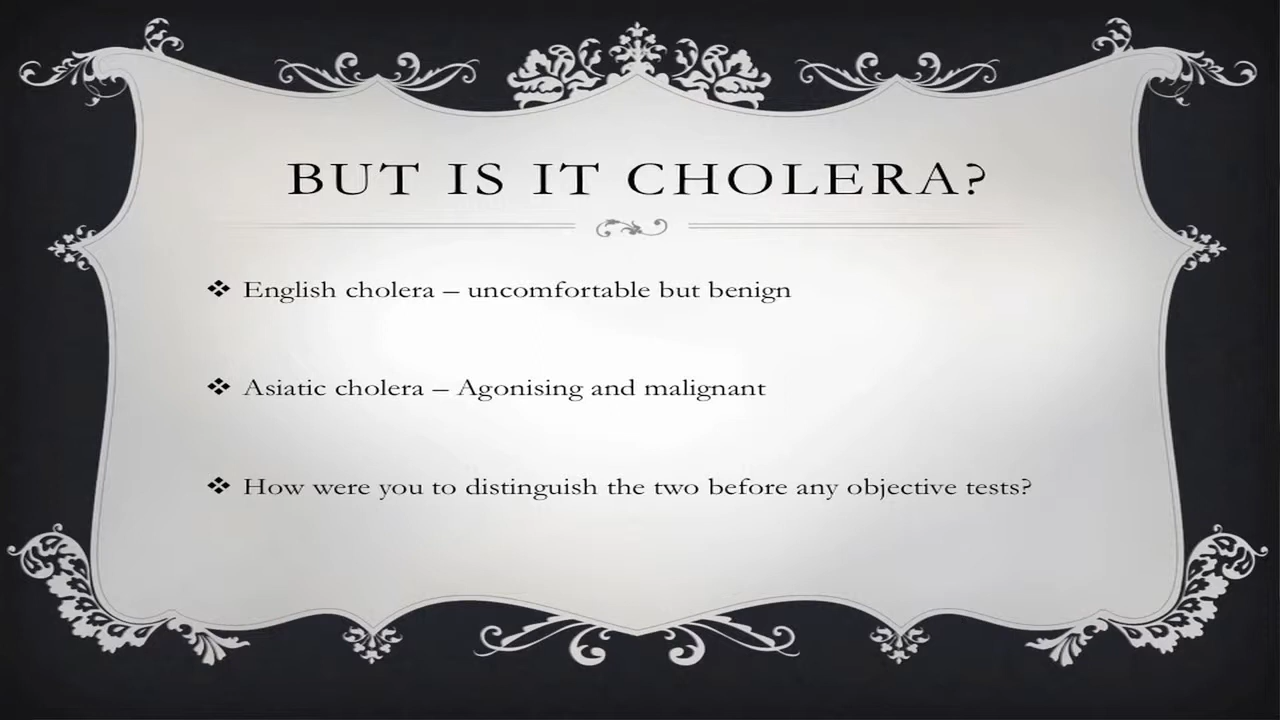 BUT IS IT CHOLERA?
❖ English cholera – uncomfortable but benign
❖ Asiatic cholera – Agonising and malignant
❖ How were you to distinguish the two before any objective tests?